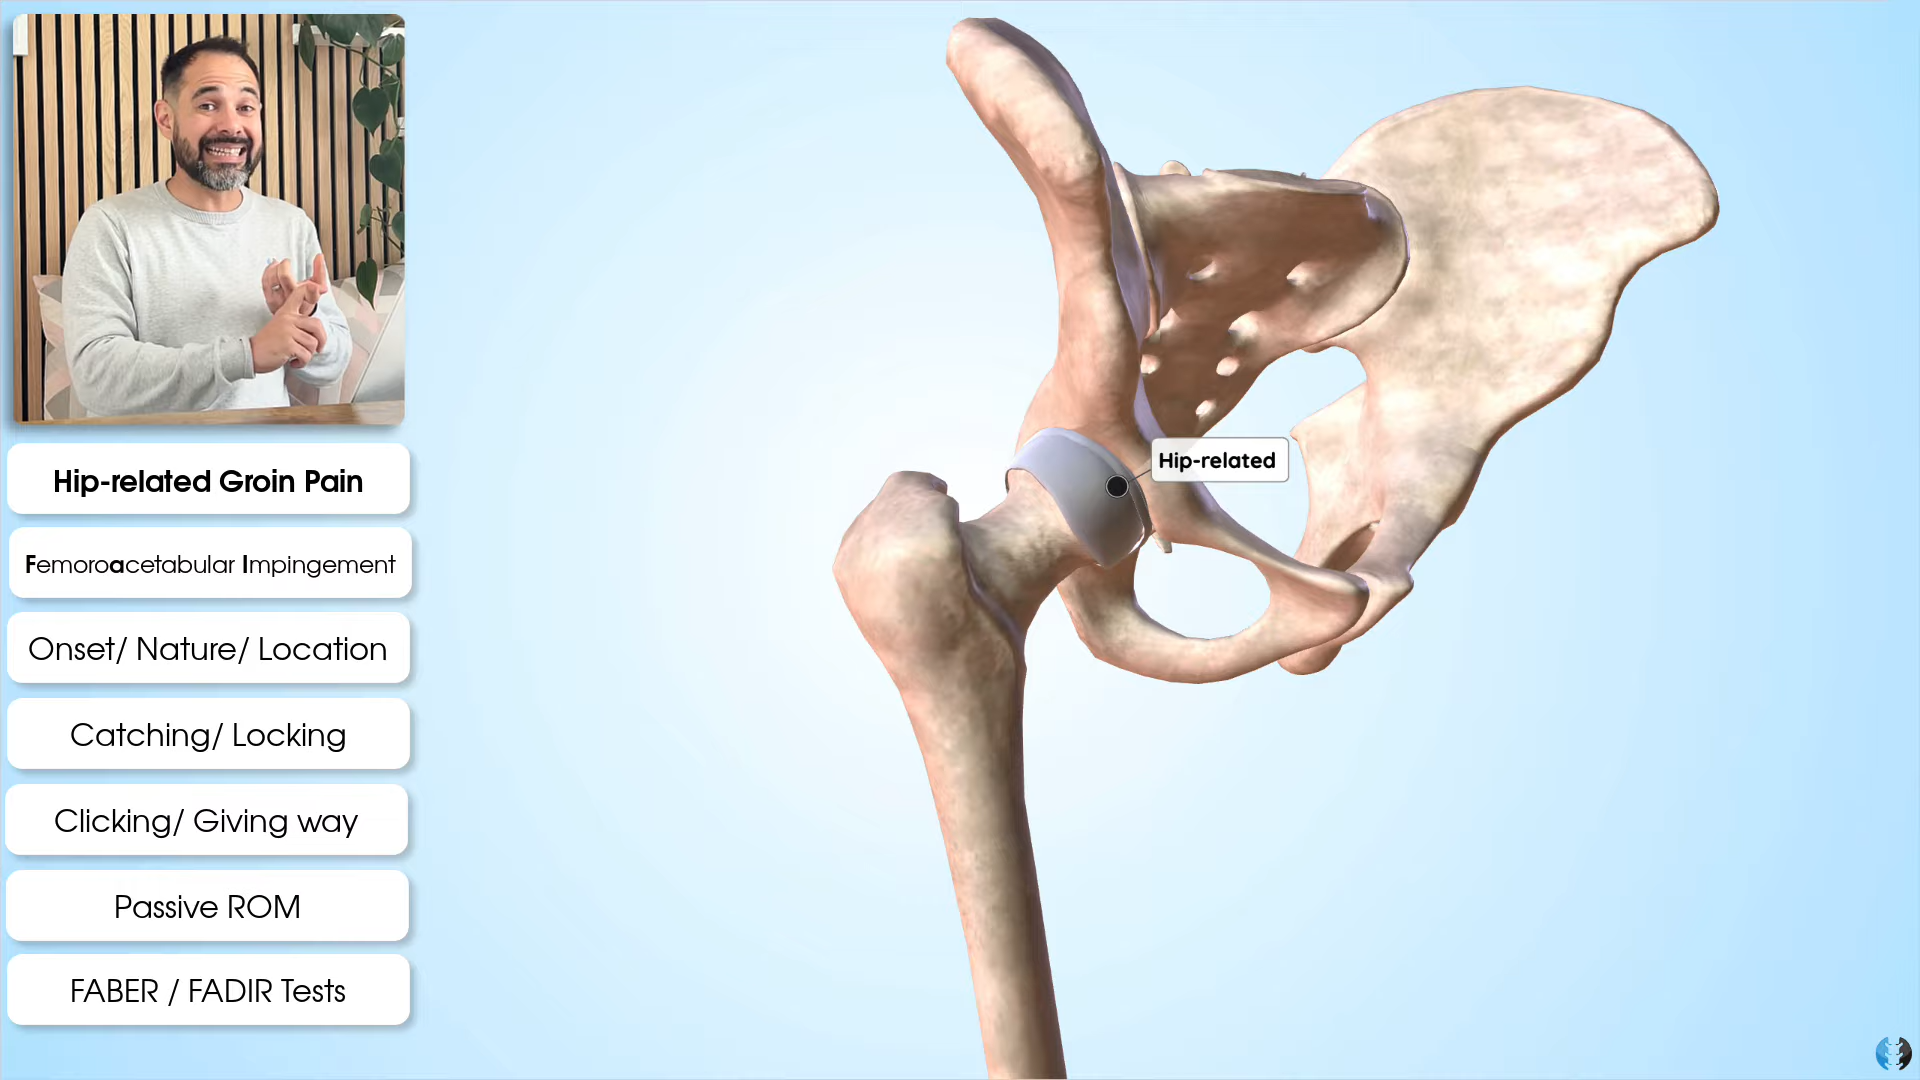 Hip-related Groin Pain
Femoroacetabular Impingement
Onset/ Nature/ Location
Catching/ Locking
Clicking/ Giving way
Passive ROM
FABER / FADIR Tests
Hip-related